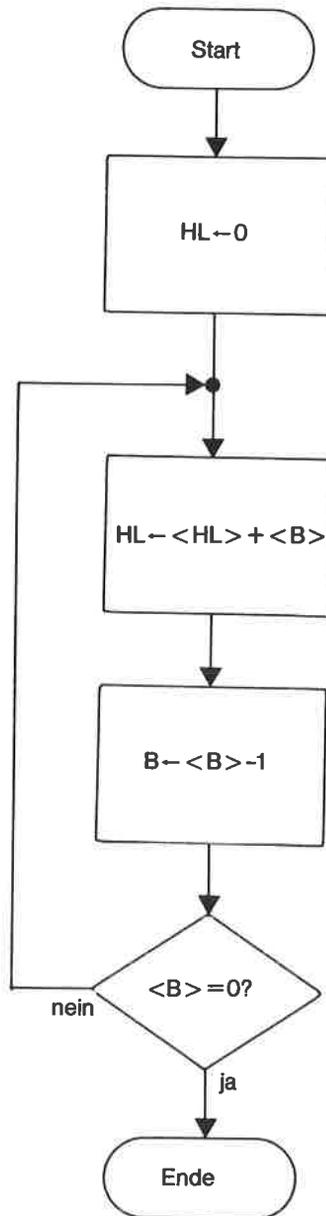 Start
HL←0
HL←<HL>+<B>
B←<B>-1
<B>=0?
nein
ja
Ende